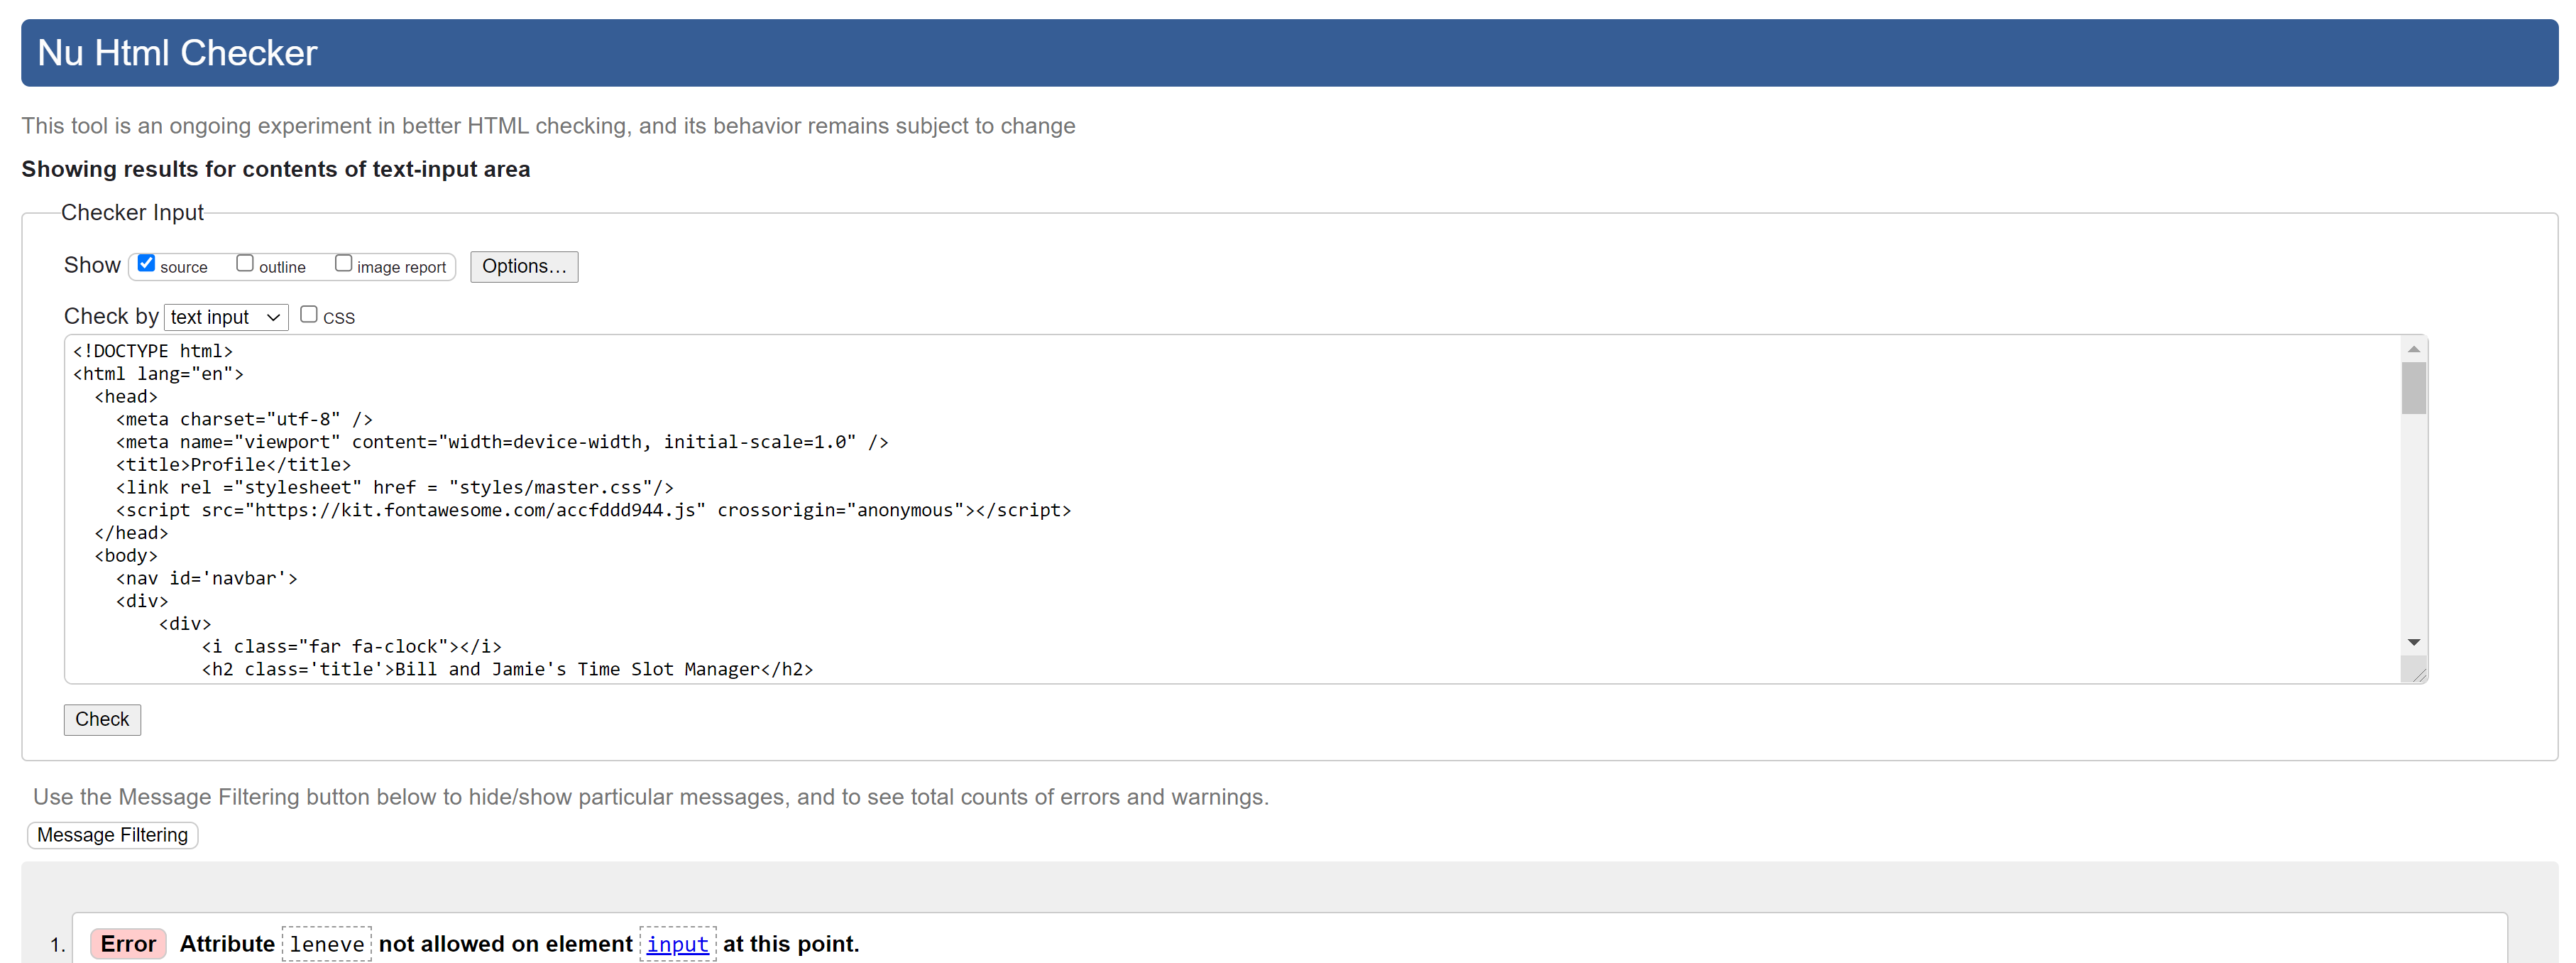 Nu Html Checker
This tool is an ongoing experiment in better HTML checking, and its behavior remains subject to change
Showing results for contents of text-input area
Checker Input
Show source outline image report Options...
Check by text input CSS
<!DOCTYPE html>
<html lang="en">
  <head>
    <meta charset="utf-8" />
    <meta name="viewport" content="width=device-width, initial-scale=1.0" />
    <title>Profile</title>
    <link rel ="stylesheet" href = "styles/master.css"/>
    <script src="https://kit.fontawesome.com/accfddd944.js" crossorigin="anonymous"></script>
  </head>
  <body>
    <nav id='navbar'>
    <div>
        <div>
            <i class="far fa-clock"></i>
            <h2 class='title'>Bill and Jamie's Time Slot Manager</h2>
Check
Use the Message Filtering button below to hide/show particular messages, and to see total counts of errors and warnings.
Message Filtering
1. Error Attribute leneve not allowed on element input at this point.